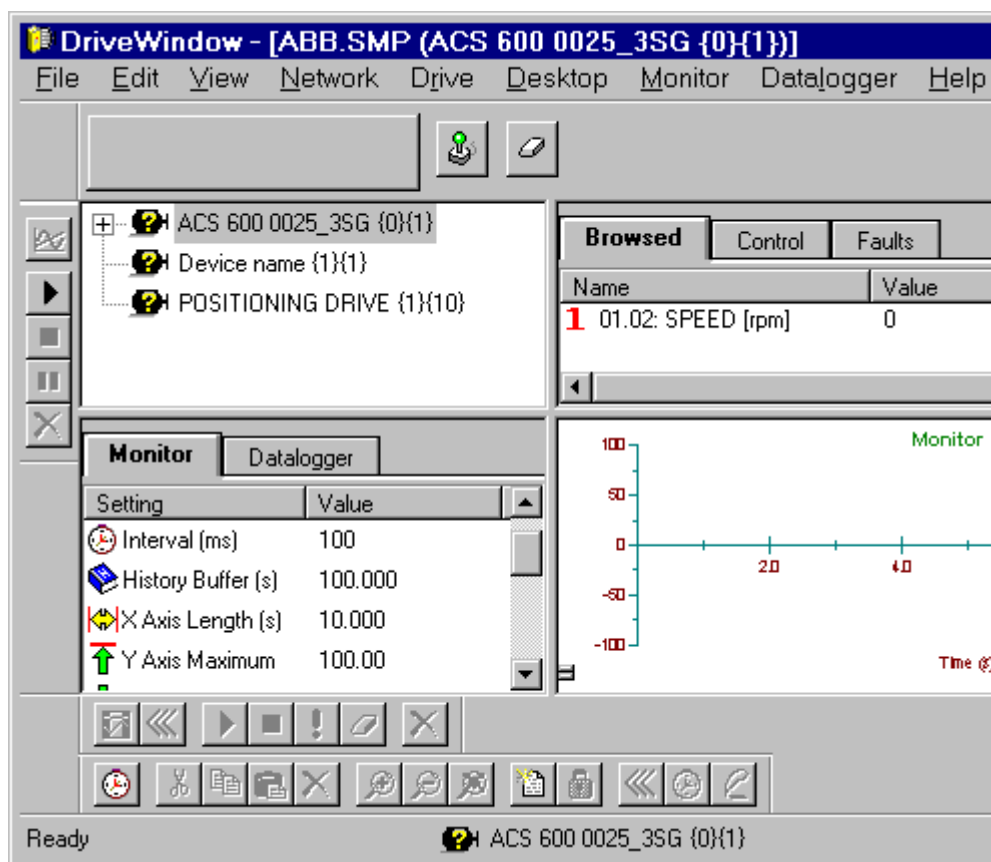 DriveWindow - [ABB.SMP (ACS 600 0025_3SG {0}{1})]
File Edit View Network Drive Desktop Monitor Datalogger Help
ACS 600 0025_3SG {0}{1}
Device name {1}{1}
POSITIONING DRIVE {1}{10}
Browsed Control Faults
Name Value
1 01.02: SPEED [rpm] 0
Monitor Datalogger
Setting Value
Interval (ms) 100
History Buffer (s) 100.000
X Axis Length (s) 10.000
Y Axis Maximum 100.00
Monitor
100
50
0
2.0 4.0
-50
-100
Time (s)
Ready ACS 600 0025_3SG {0}{1}